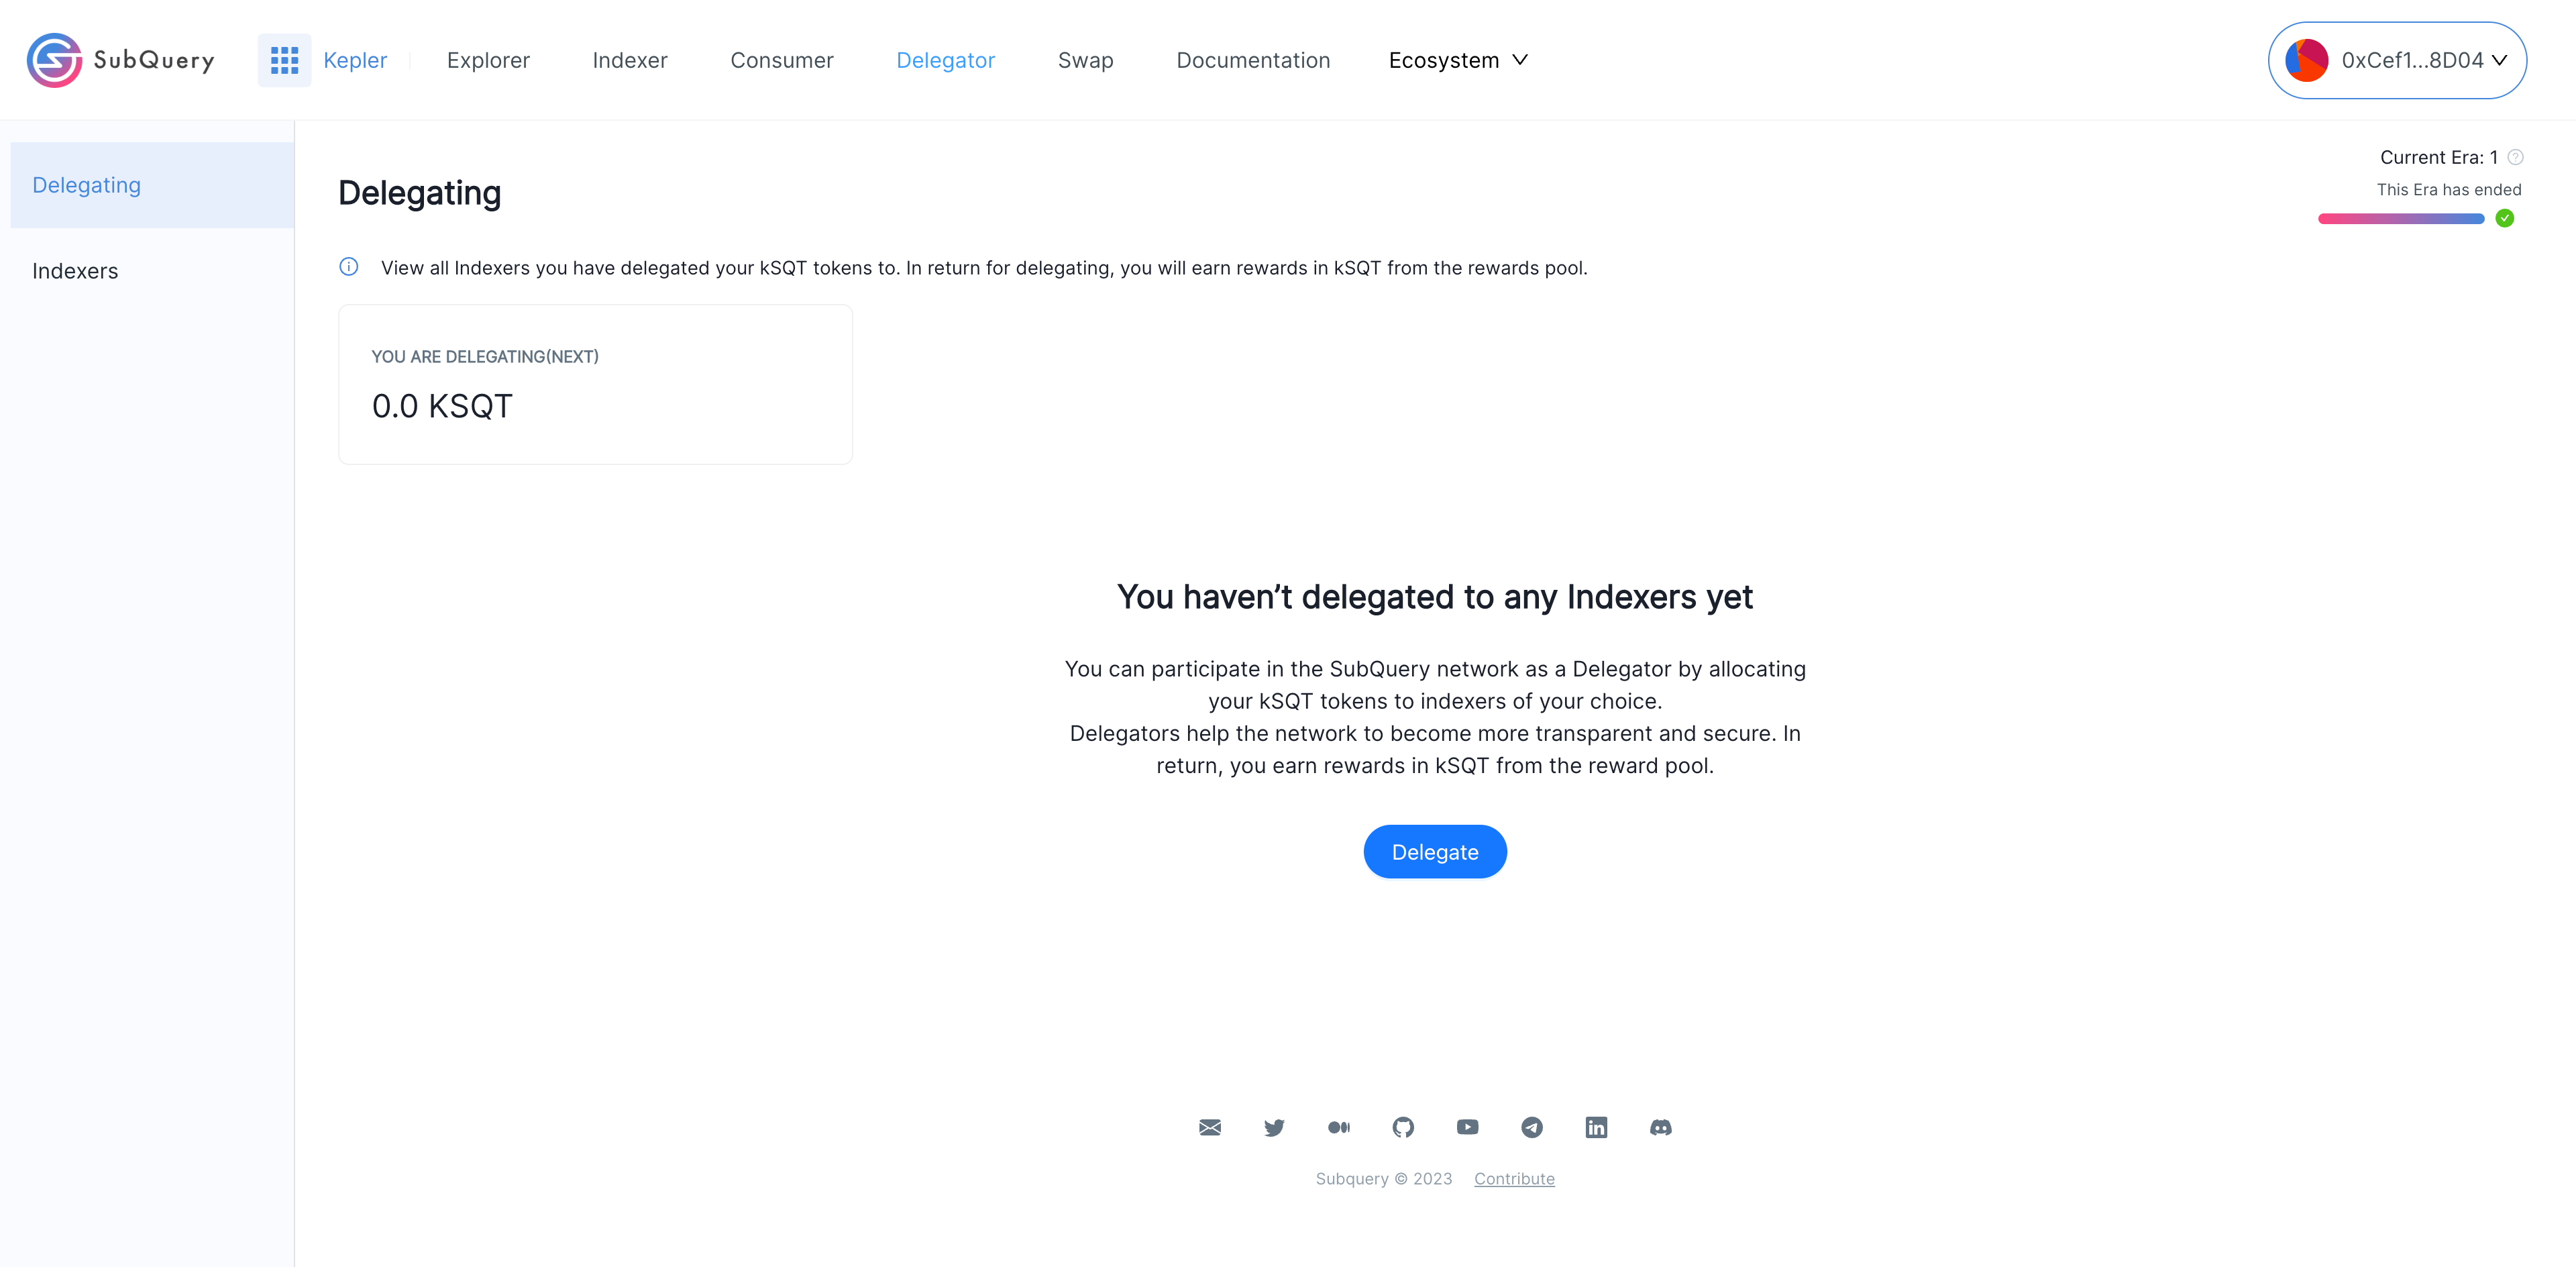 SubQuery
Kepler
Explorer
Indexer
Consumer
Delegator
Swap
Documentation
Ecosystem
0xCef1...8D04
Delegating
Indexers
Delegating
Current Era: 1
This Era has ended
View all Indexers you have delegated your kSQT tokens to. In return for delegating, you will earn rewards in kSQT from the rewards pool.
YOU ARE DELEGATING(NEXT)
0.0 KSQT
You haven’t delegated to any Indexers yet
You can participate in the SubQuery network as a Delegator by allocating
your kSQT tokens to indexers of your choice.
Delegators help the network to become more transparent and secure. In
return, you earn rewards in kSQT from the reward pool.
Delegate
Subquery © 2023
Contribute